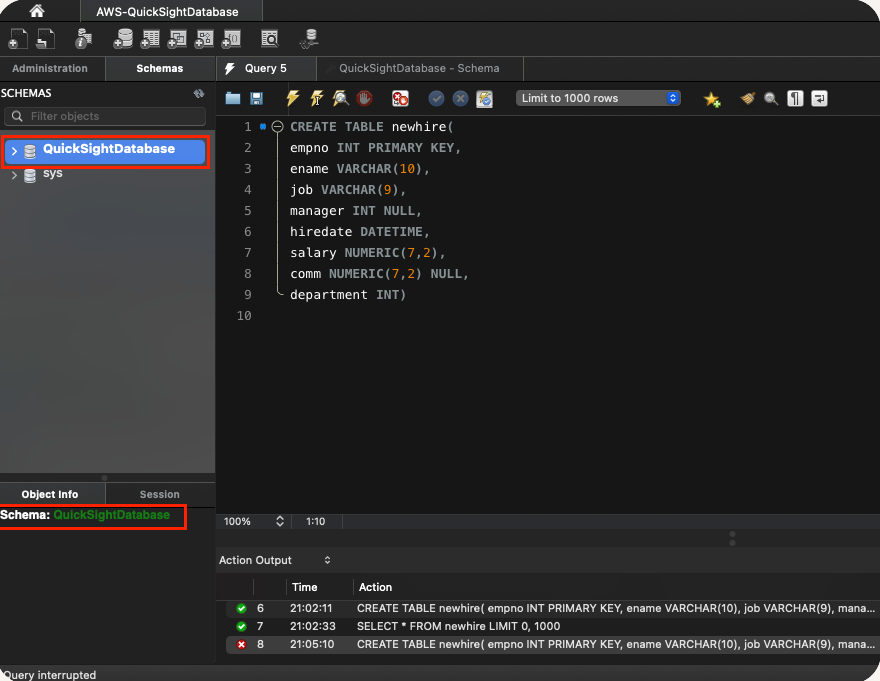 AWS-QuickSightDatabase
Administration
Schemas
Query 5
QuickSightDatabase - Schema
SCHEMAS
Filter objects
QuickSightDatabase
sys
Limit to 1000 rows
1 CREATE TABLE newhire(
2 empno INT PRIMARY KEY,
3 ename VARCHAR(10),
4 job VARCHAR(9),
5 manager INT NULL,
6 hiredate DATETIME,
7 salary NUMERIC(7,2),
8 comm NUMERIC(7,2) NULL,
9 department INT)
10
Object Info
Session
Schema: QuickSightDatabase
100%
1:10
Action Output
Time Action
6 21:02:11 CREATE TABLE newhire( empno INT PRIMARY KEY, ename VARCHAR(10), job VARCHAR(9), mana...
7 21:02:33 SELECT * FROM newhire LIMIT 0, 1000
8 21:05:10 CREATE TABLE newhire( empno INT PRIMARY KEY, ename VARCHAR(10), job VARCHAR(9), mana...
Query interrupted